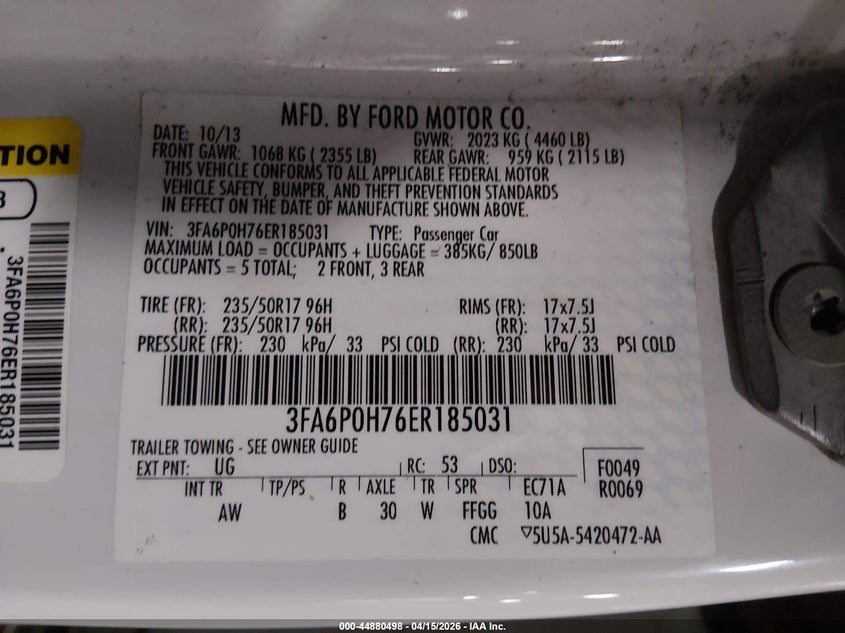 MFD. BY FORD MOTOR CO.
DATE: 10/13 GVWR: 2023 KG ( 4460 LB)
FRONT GAWR: 1068 KG ( 2355 LB) REAR GAWR: 959 KG ( 2115 LB)
THIS VEHICLE CONFORMS TO ALL APPLICABLE FEDERAL MOTOR
VEHICLE SAFETY, BUMPER, AND THEFT PREVENTION STANDARDS
IN EFFECT ON THE DATE OF MANUFACTURE SHOWN ABOVE.
VIN: 3FA6P0H76ER185031 TYPE: Passenger Car
MAXIMUM LOAD = OCCUPANTS + LUGGAGE = 385KG/ 850LB
OCCUPANTS = 5 TOTAL; 2 FRONT, 3 REAR
TIRE (FR): 235/50R17 96H RIMS (FR): 17x7.5J
(RR): 235/50R17 96H (RR): 17x7.5J
PRESSURE (FR): 230 kPa/ 33 PSI COLD (RR): 230 kPa/ 33 PSI COLD
3FA6P0H76ER185031
TRAILER TOWING - SEE OWNER GUIDE
EXT PNT: UG RC: 53 DSO: F0049
INT TR TP/PS R AXLE TR SPR EC71A R0069
AW B 30 W FFGG 10A
CMC ▽5U5A-5420472-AA
TION
3
3FA6P0H76ER185031
000-44880498 - 04/15/2026 - IAA Inc.